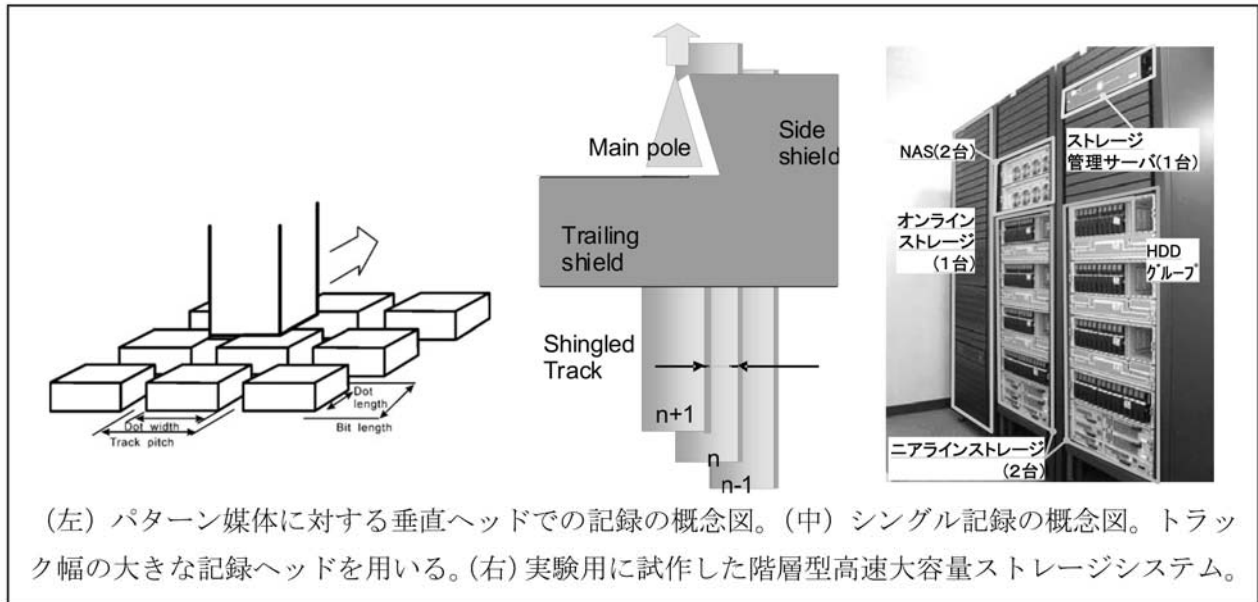 Dot
length
Bit length
Dot width
Track pitch
Main pole
Side
shield
Trailing
shield
Shingled
Track
n+1
n
n-1
NAS(2台)
ストレージ
管理サーバ(1台)
オンライン
ストレージ
(1台)
HDD
グループ
ニアラインストレージ
(2台)
(左) パターン媒体に対する垂直ヘッドでの記録の概念図。(中) シングル記録の概念図。トラッ
ク幅の大きな記録ヘッドを用いる。(右) 実験用に試作した階層型高速大容量ストレージシステム。